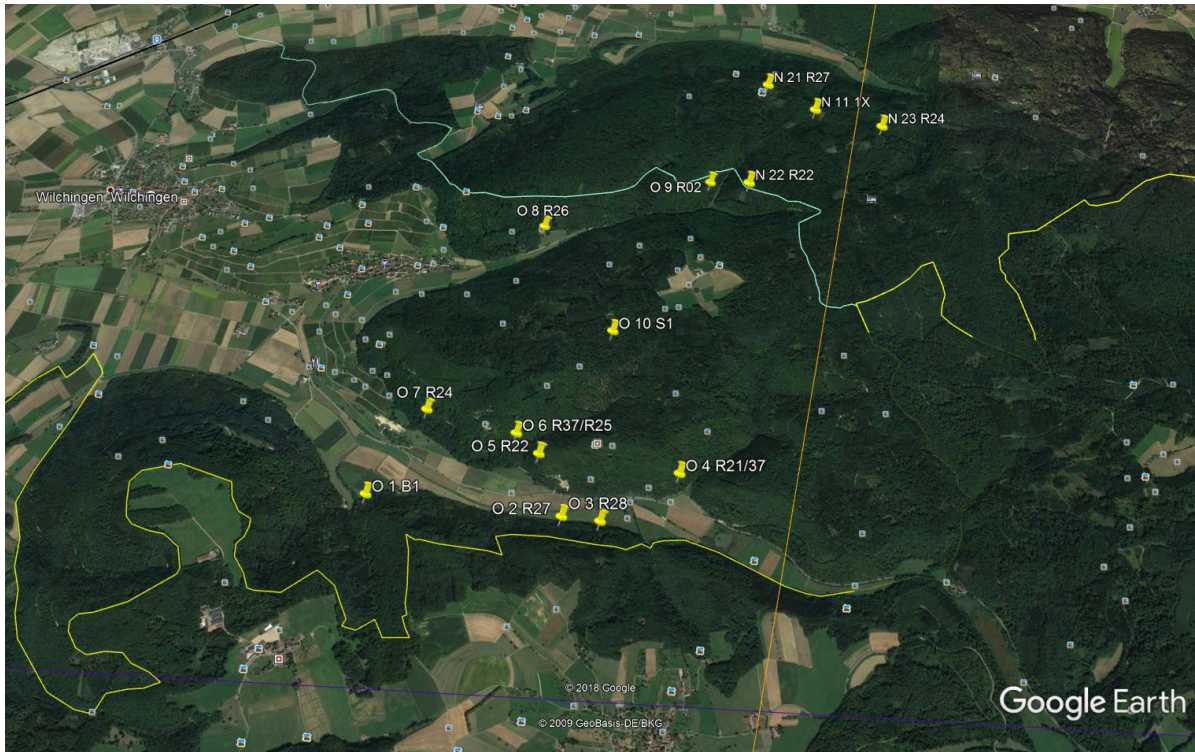 N 21 R27
N 11 1X
N 23 R24
Wilchingen Wilchingen
O 9 R02
N 22 R22
O 8 R26
O 10 S1
O 7 R24
O 6 R37/R25
O 5 R22
O 4 R21/37
O 1 B1
O 2 R27
O 3 R28
© 2018 Google
© 2009 GeoBasis-DE/BKG
Google Earth